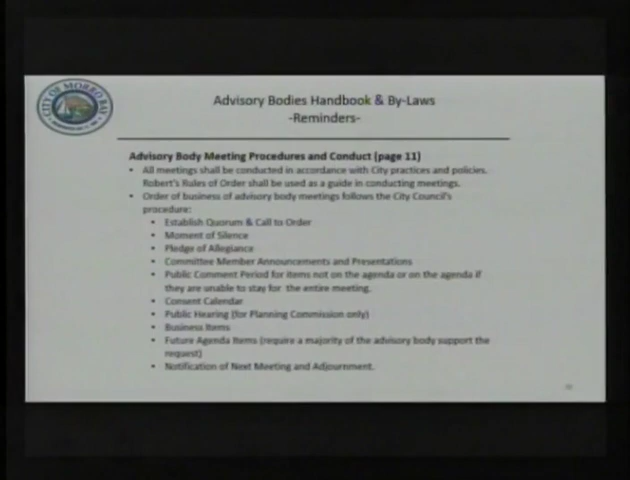 CITY OF MORRO BAY
Advisory Bodies Handbook & By-Laws
-Reminders-
Advisory Body Meeting Procedures and Conduct (page 11)
• All meetings shall be conducted in accordance with City practices and policies.
Robert's Rules of Order shall be used as a guide in conducting meetings.
• Order of business of advisory body meetings follows the City Council's
procedure:
• Establish Quorum & Call to Order
• Moment of Silence
• Pledge of Allegiance
• Committee Member Announcements and Presentations
• Public Comment Period for items not on the agenda or on the agenda if
they are unable to stay for the entire meeting.
• Consent Calendar
• Public Hearing (for Planning Commission only)
• Business Items
• Future Agenda Items (require a majority of the advisory body support the
request)
• Notification of Next Meeting and Adjournment.